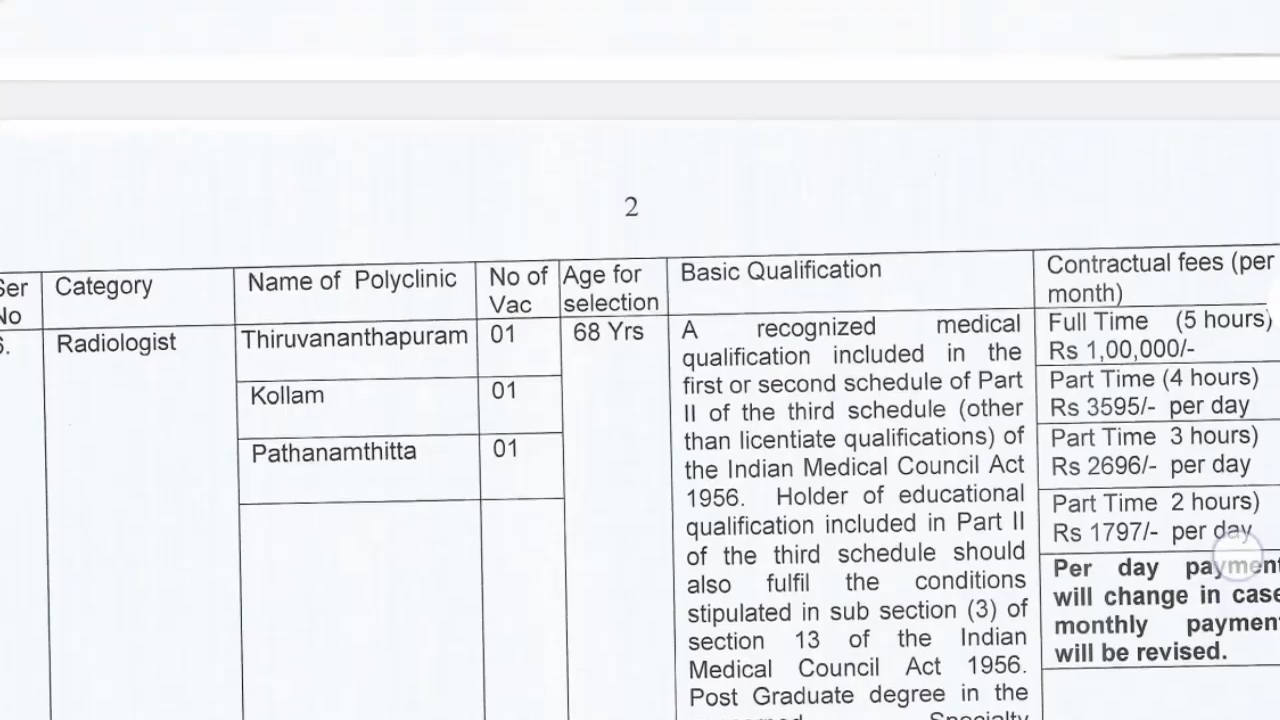 2
Ser No
Category
Name of Polyclinic
No of Vac
Age for selection
Basic Qualification
Contractual fees (per month)
Radiologist
Thiruvananthapuram 01
Kollam 01
Pathanamthitta 01
68 Yrs
A recognized medical
qualification included in the
first or second schedule of Part
II of the third schedule (other
than licentiate qualifications) of
the Indian Medical Council Act
1956. Holder of educational
qualification included in Part II
of the third schedule should
also fulfil the conditions
stipulated in sub section (3) of
section 13 of the Indian
Medical Council Act 1956.
Post Graduate degree in the
Specialty
Full Time (5 hours)
Rs 1,00,000/-
Part Time (4 hours)
Rs 3595/- per day
Part Time 3 hours)
Rs 2696/- per day
Part Time 2 hours)
Rs 1797/- per day
Per day payment
will change in case
monthly payment
will be revised.